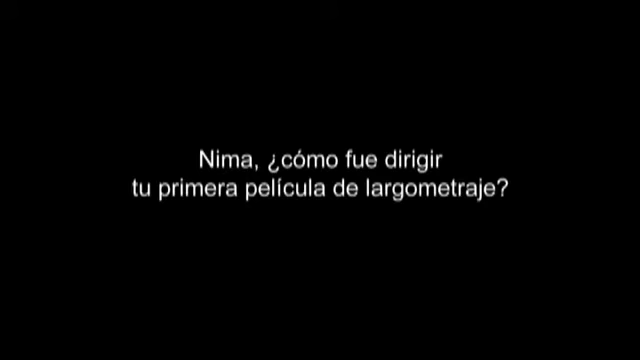 Nima, ¿cómo fue dirigir
tu primera película de largometraje?